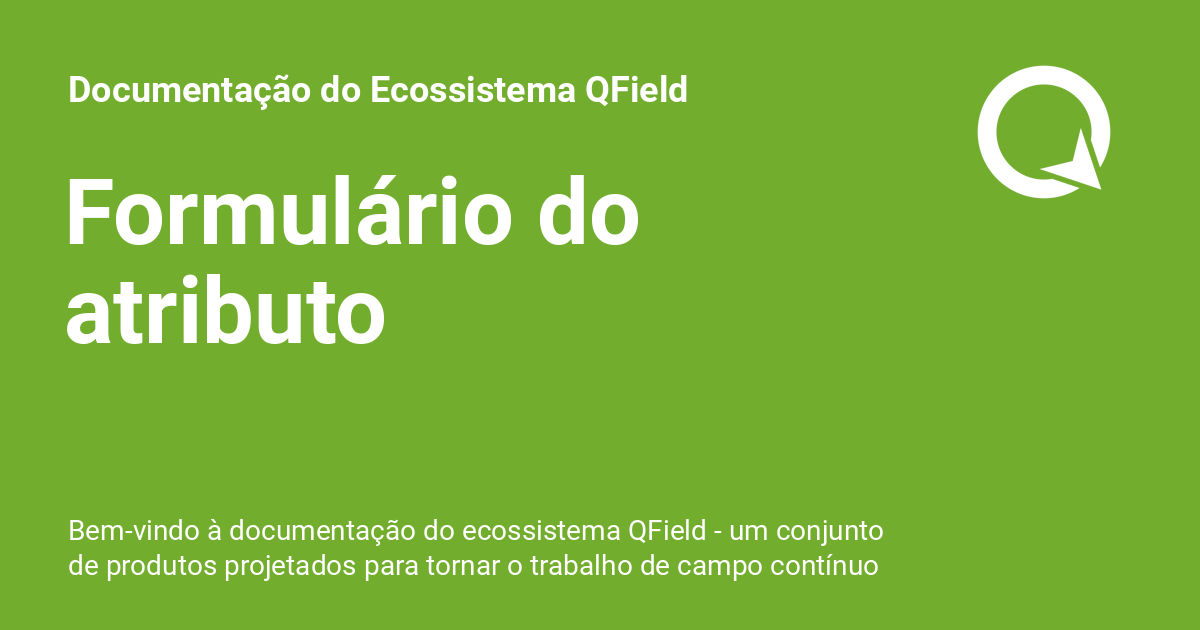 Documentação do Ecossistema QField
Formulário do
atributo
Bem-vindo à documentação do ecossistema QField - um conjunto
de produtos projetados para tornar o trabalho de campo contínuo